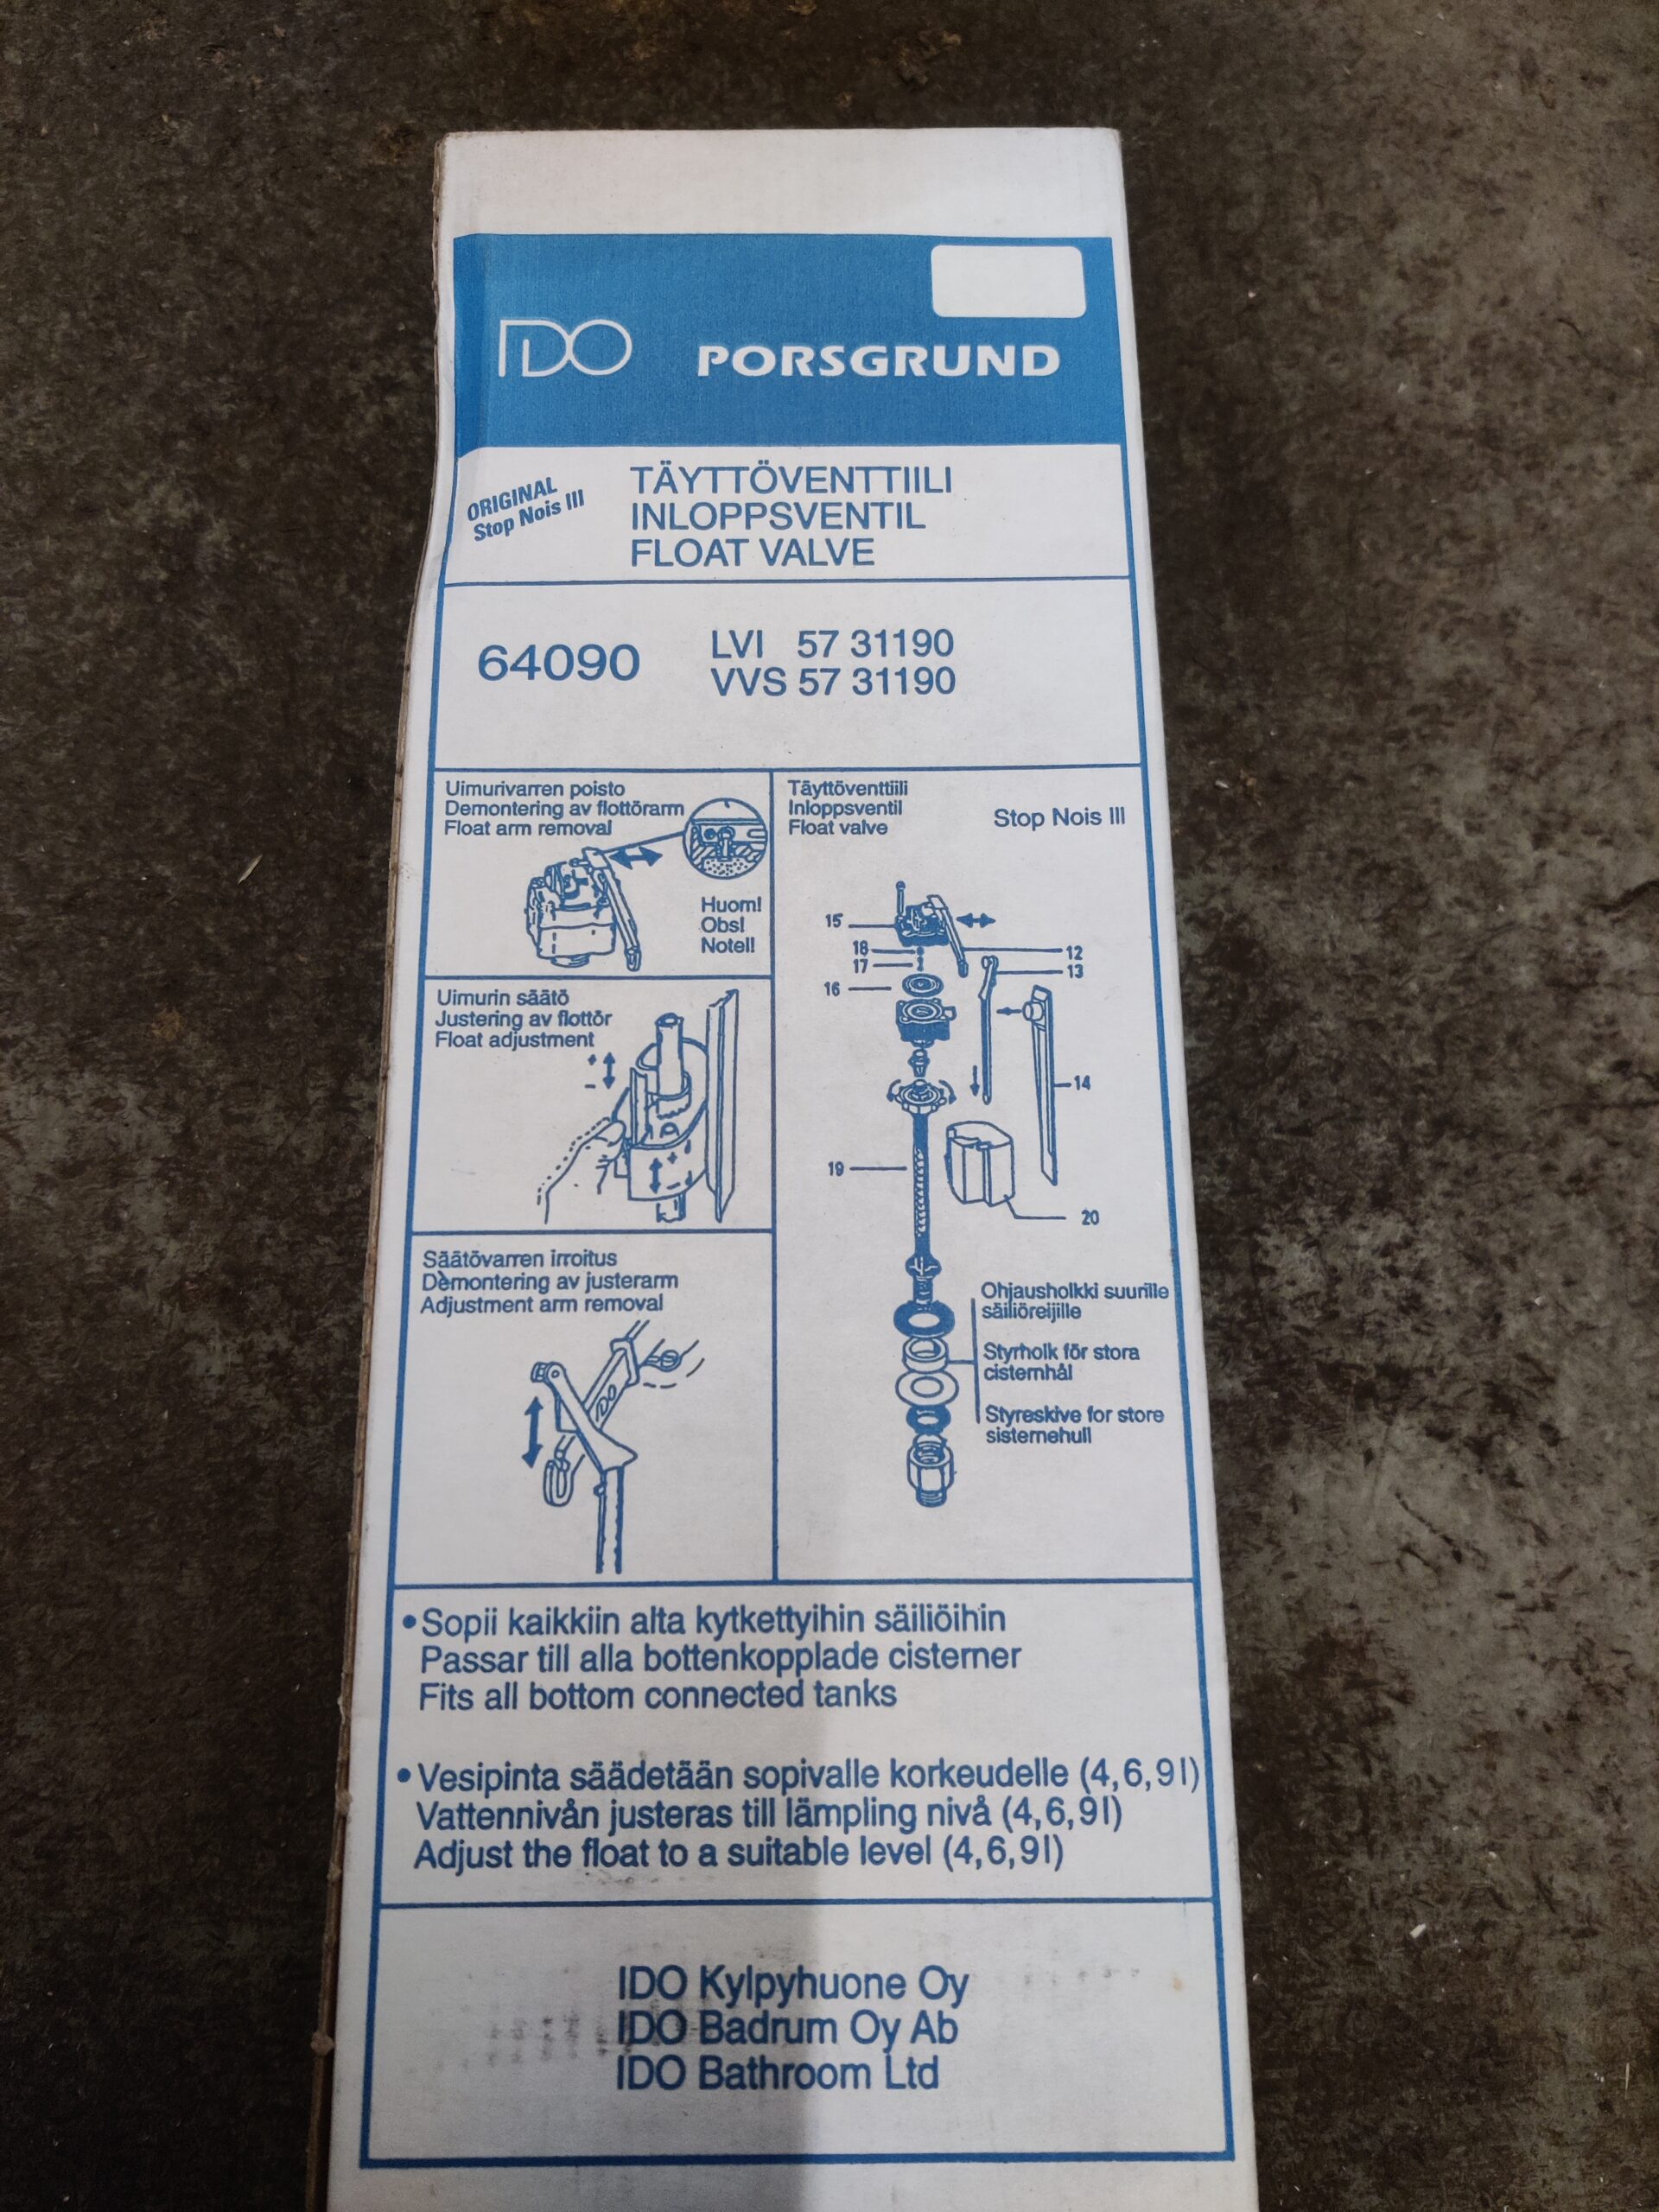 IDO PORSGRUND
ORIGINAL
Stop Nois III
TÄYTTÖVENTTIILI
INLOPPSVENTIL
FLOAT VALVE
64090
LVI 57 31190
VVS 57 31190
Uimurivarren poisto
Demontering av flottörarm
Float arm removal
Huom!
Obs!
Note!!
Uimurin säätö
Justering av flottör
Float adjustment
+
-
+
-
Säätövarren irroitus
Demontering av justerarm
Adjustment arm removal
IDO
Täyttöventtiili
Inloppsventil
Float valve
Stop Nois III
15
18
17
16
12
13
14
19
20
Ohjausholkki suurille
säiliöreijille
Styrholk för stora
cisternhål
Styreskive for store
sisternehull
•Sopii kaikkiin alta kytkettyihin säiliöihin
Passar till alla bottenkopplade cisterner
Fits all bottom connected tanks
•Vesipinta säädetään sopivalle korkeudelle (4,6,9l)
Vattennivån justeras till lämpling nivå (4,6,9l)
Adjust the float to a suitable level (4,6,9l)
IDO Kylpyhuone Oy
IDO Badrum Oy Ab
IDO Bathroom Ltd